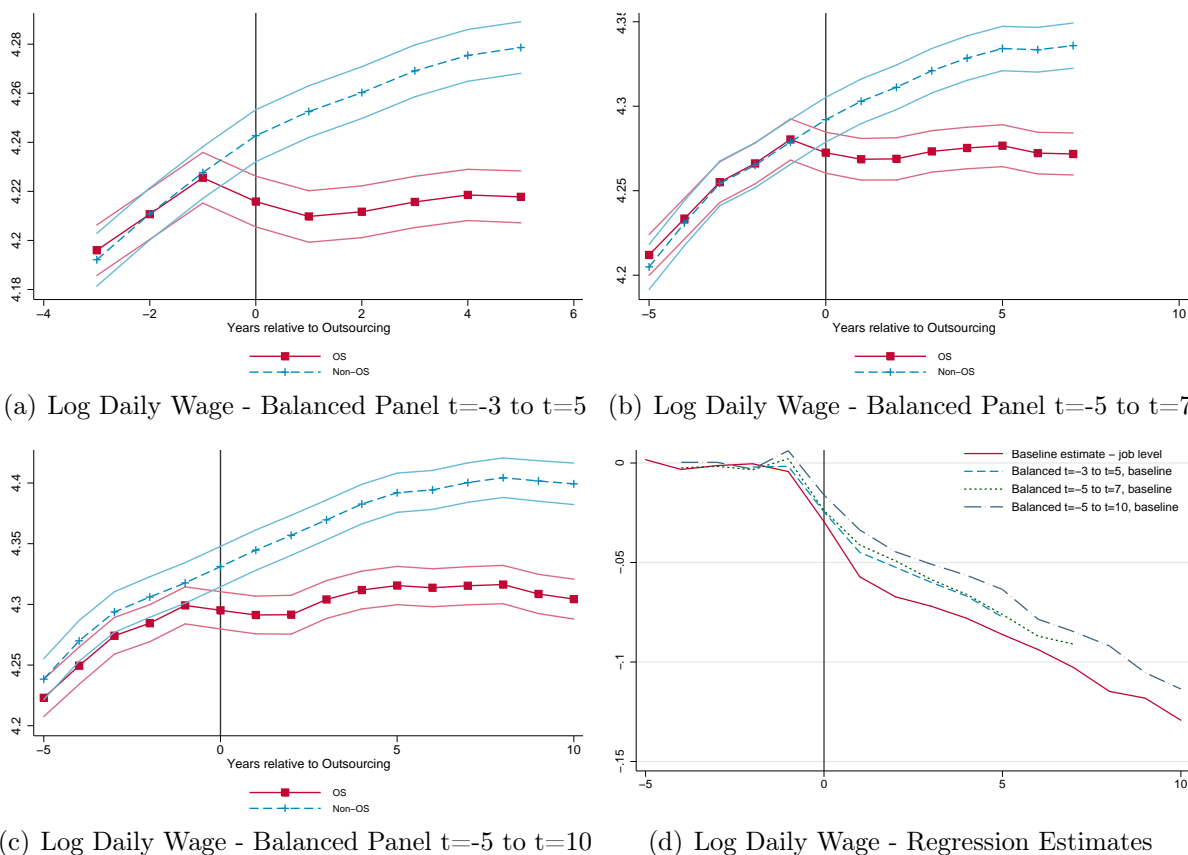 4.28
4.26
4.24
4.22
4.2
4.18
−4
−2
0
2
4
6
Years relative to Outsourcing
OS
Non−OS
(a) Log Daily Wage - Balanced Panel t=-3 to t=5
4.35
4.3
4.25
4.2
−5
0
5
10
Years relative to Outsourcing
OS
Non−OS
(b) Log Daily Wage - Balanced Panel t=-5 to t=7
4.4
4.35
4.3
4.25
4.2
−5
0
5
10
Years relative to Outsourcing
OS
Non−OS
(c) Log Daily Wage - Balanced Panel t=-5 to t=10
0
−.05
−.1
−.15
−5
0
5
10
Baseline estimate − job level
Balanced t=−3 to t=5, baseline
Balanced t=−5 to t=7, baseline
Balanced t=−5 to t=10, baseline
(d) Log Daily Wage - Regression Estimates